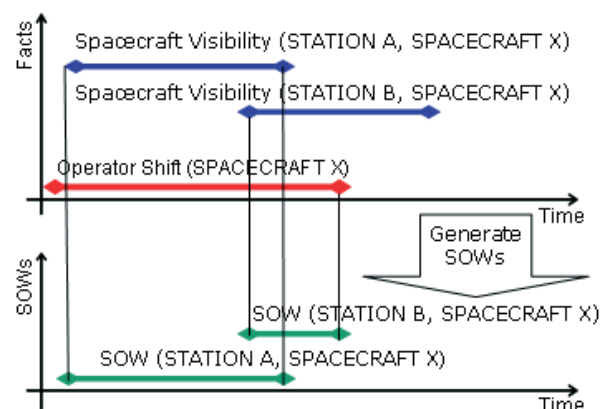 Facts
Spacecraft Visibility (STATION A, SPACECRAFT X)
Spacecraft Visibility (STATION B, SPACECRAFT X)
Operator Shift (SPACECRAFT X)
Time
Generate
SOWs
SOWs
SOW (STATION B, SPACECRAFT X)
SOW (STATION A, SPACECRAFT X)
Time